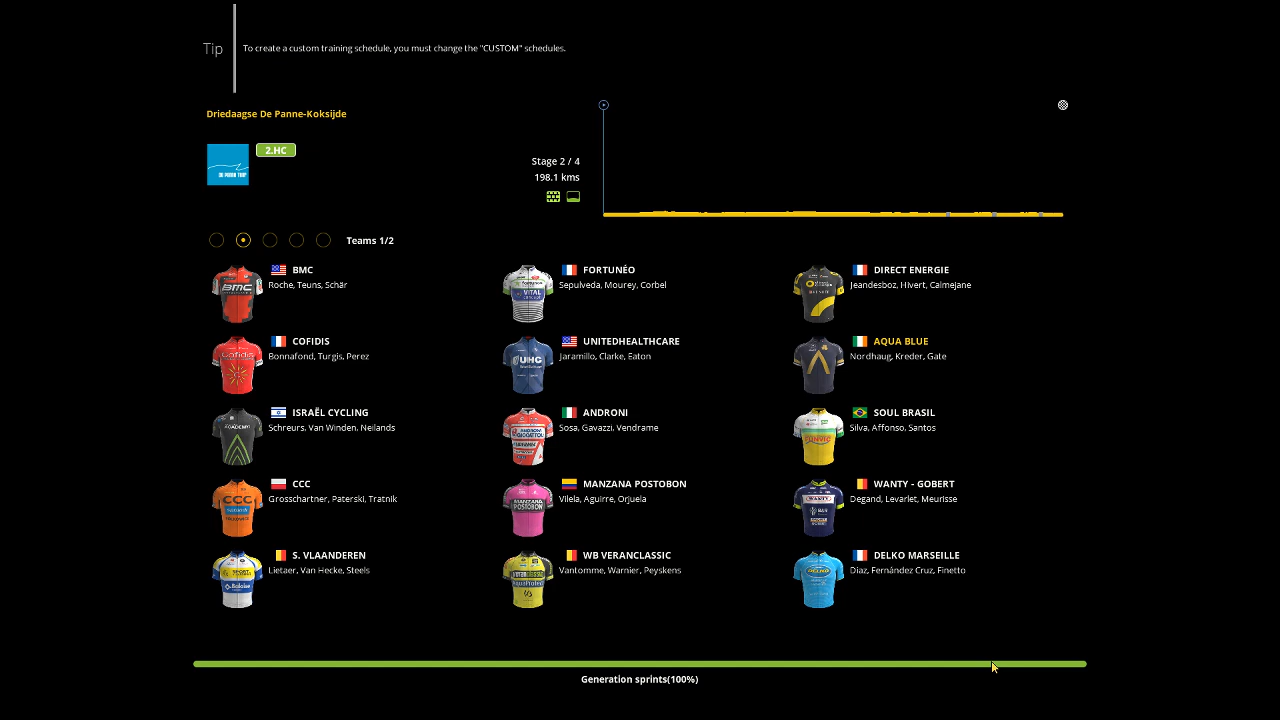 Tip
To create a custom training schedule, you must change the "CUSTOM" schedules.
Driedaagse De Panne-Koksijde
2.HC
Stage 2 / 4
198.1 kms
Teams 1/2
BMC
Roche, Teuns, Schär
FORTUNÉO
Sepulveda, Mourey, Corbel
DIRECT ENERGIE
Jeandesboz, Hivert, Calmejane
COFIDIS
Bonnafond, Turgis, Perez
UNITEDHEALTHCARE
Jaramillo, Clarke, Eaton
AQUA BLUE
Nordhaug, Kreder, Gate
ISRAËL CYCLING
Schreurs, Van Winden, Neilands
ANDRONI
Sosa, Gavazzi, Vendrame
SOUL BRASIL
Silva, Affonso, Santos
CCC
Grosschartner, Paterski, Tratnik
MANZANA POSTOBON
Vilela, Aguirre, Orjuela
WANTY - GOBERT
Degand, Levarlet, Meurisse
S. VLAANDEREN
Lietaer, Van Hecke, Steels
WB VERANCLASSIC
Vantomme, Warnier, Peyskens
DELKO MARSEILLE
Diaz, Fernández Cruz, Finetto
Generation sprints(100%)